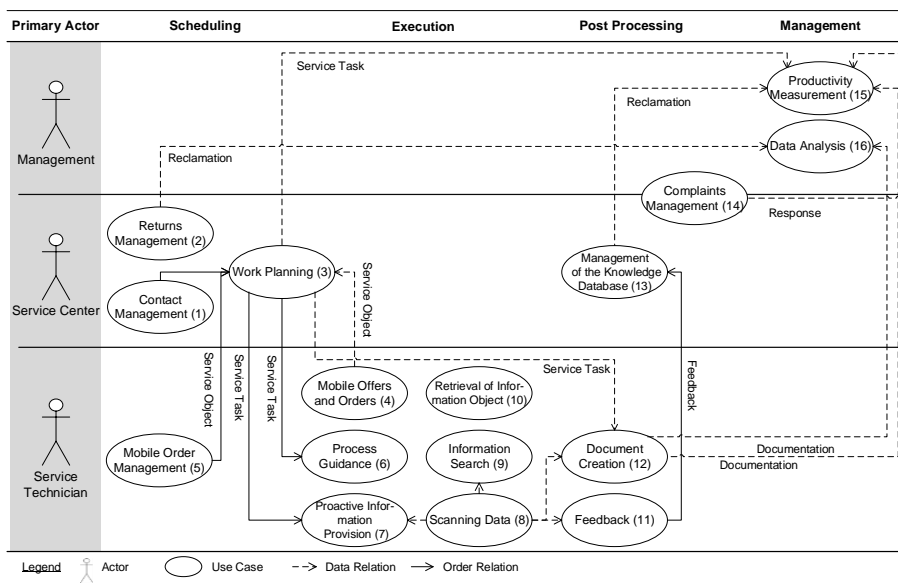 Primary Actor
Scheduling
Execution
Post Processing
Management
Service Task
Productivity
Measurement (15)
Reclamation
Management
Reclamation
Data Analysis (16)
Complaints
Management (14)
Response
Returns
Management (2)
Work Planning (3)
Service Object
Management
of the Knowledge
Database (13)
Contact
Management (1)
Service Center
Service Object
Service Task
Service Task
Service Task
Feedback
Mobile Offers
and Orders (4)
Retrieval of Infor-
mation Object (10)
Mobile Order
Management (5)
Process
Guidance (6)
Information
Search (9)
Document
Creation (12)
Documentation
Documentation
Service
Technician
Proactive Infor-
mation
Provision (7)
Scanning Data (8)
Feedback (11)
Legend
Actor
Use Case
Data Relation
Order Relation